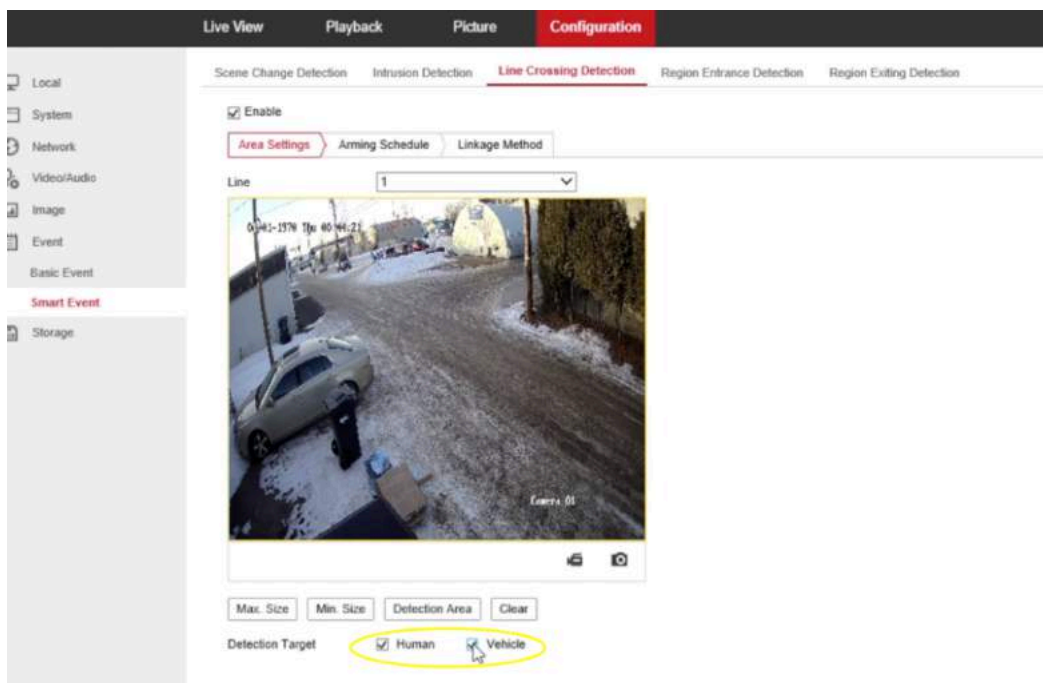 Live View Playback Picture Configuration
Local
System
Network
Video/Audio
Image
Event
Basic Event
Smart Event
Storage
Scene Change Detection Intrusion Detection Line Crossing Detection Region Entrance Detection Region Exiting Detection
Enable
Area Settings Arming Schedule Linkage Method
Line 1
Thu
Camera 01
Max. Size Min. Size Detection Area Clear
Detection Target Human Vehicle